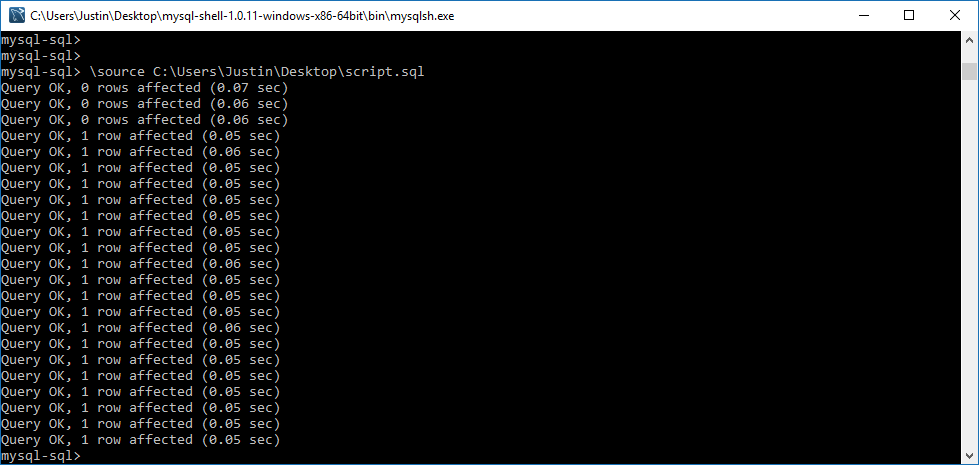 C:\Users\Justin\Desktop\mysql-shell-1.0.11-windows-x86-64bit\bin\mysqlsh.exe
mysql-sql>
mysql-sql>
mysql-sql> \source C:\Users\Justin\Desktop\script.sql
Query OK, 0 rows affected (0.07 sec)
Query OK, 0 rows affected (0.06 sec)
Query OK, 0 rows affected (0.06 sec)
Query OK, 1 row affected (0.05 sec)
Query OK, 1 row affected (0.06 sec)
Query OK, 1 row affected (0.05 sec)
Query OK, 1 row affected (0.05 sec)
Query OK, 1 row affected (0.05 sec)
Query OK, 1 row affected (0.05 sec)
Query OK, 1 row affected (0.05 sec)
Query OK, 1 row affected (0.05 sec)
Query OK, 1 row affected (0.06 sec)
Query OK, 1 row affected (0.05 sec)
Query OK, 1 row affected (0.05 sec)
Query OK, 1 row affected (0.05 sec)
Query OK, 1 row affected (0.06 sec)
Query OK, 1 row affected (0.05 sec)
Query OK, 1 row affected (0.05 sec)
Query OK, 1 row affected (0.05 sec)
Query OK, 1 row affected (0.05 sec)
Query OK, 1 row affected (0.05 sec)
Query OK, 1 row affected (0.05 sec)
Query OK, 1 row affected (0.05 sec)
mysql-sql>